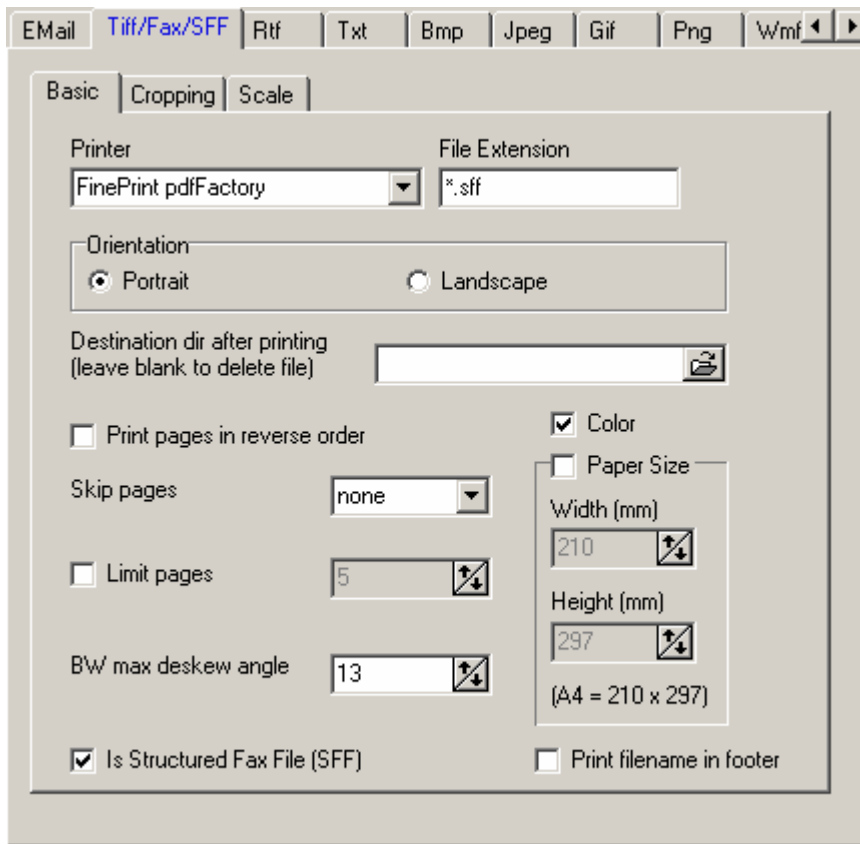 EMail Tiff/Fax/SFF Rtf Txt Bmp Jpeg Gif Png Wmf
Basic Cropping Scale
Printer File Extension
FinePrint pdfFactory *.sff
Orientation
Portrait Landscape
Destination dir after printing
(leave blank to delete file)
Print pages in reverse order Color
Paper Size
Skip pages none
Width (mm)
210
Limit pages 5
Height (mm)
297
BW max deskew angle 13
(A4 = 210 x 297)
Is Structured Fax File (SFF) Print filename in footer